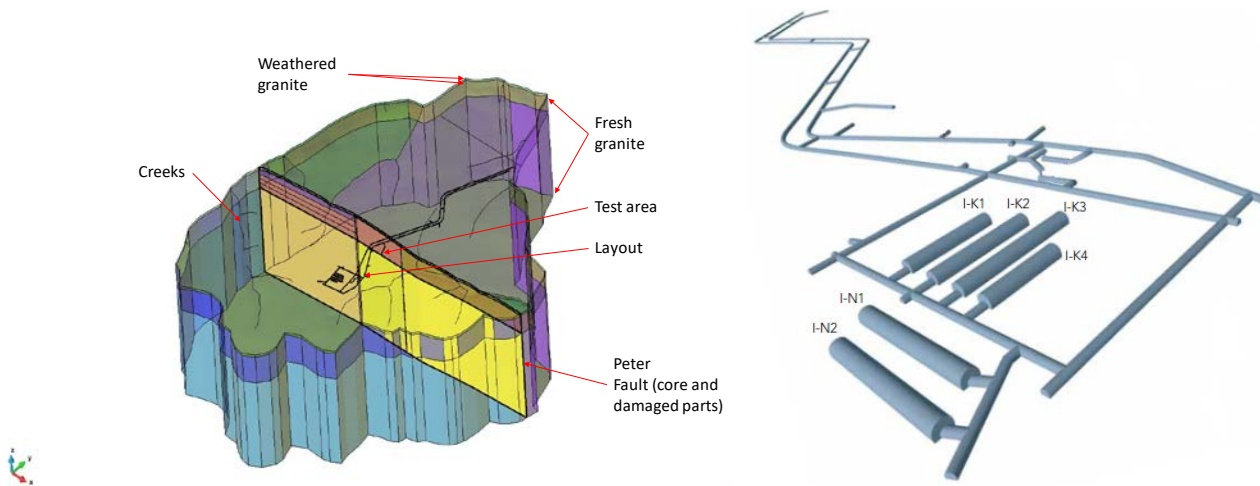 Weathered
granite
Fresh
granite
Creeks
Test area
Layout
Peter
Fault (core and
damaged parts)
z
y
x
I-K1
I-K2
I-K3
I-K4
I-N1
I-N2